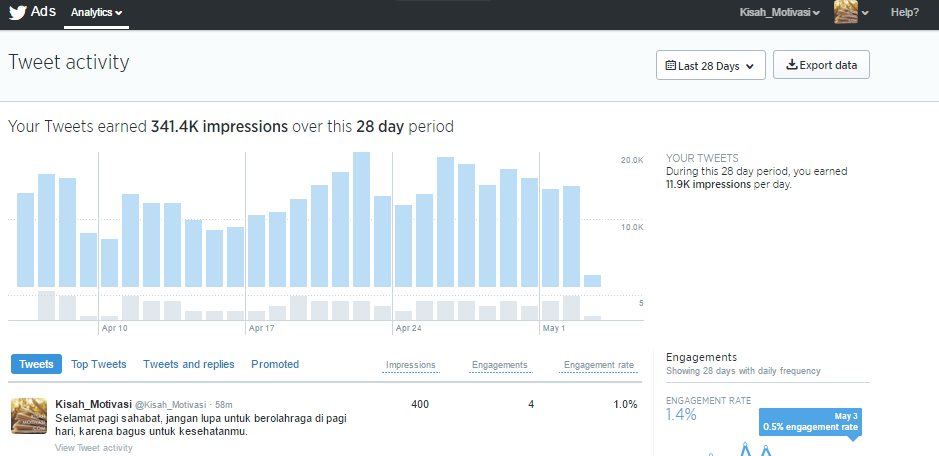 Ads Analytics Kisah_Motivasi Help?
Tweet activity
Last 28 Days Export data
Your Tweets earned 341.4K impressions over this 28 day period
20.0K
10.0K
5
Apr 10 Apr 17 Apr 24 May 1
YOUR TWEETS
During this 28 day period, you earned
11.9K impressions per day.
Tweets Top Tweets Tweets and replies Promoted Impressions Engagements Engagement rate
Kisah_Motivasi @Kisah_Motivasi · 58m 400 4 1.0%
Selamat pagi sahabat, jangan lupa untuk berolahraga di pagi
hari, karena bagus untuk kesehatanmu.
View Tweet activity
Engagements
Showing 28 days with daily frequency
ENGAGEMENT RATE
1.4%
May 3
0.5% engagement rate